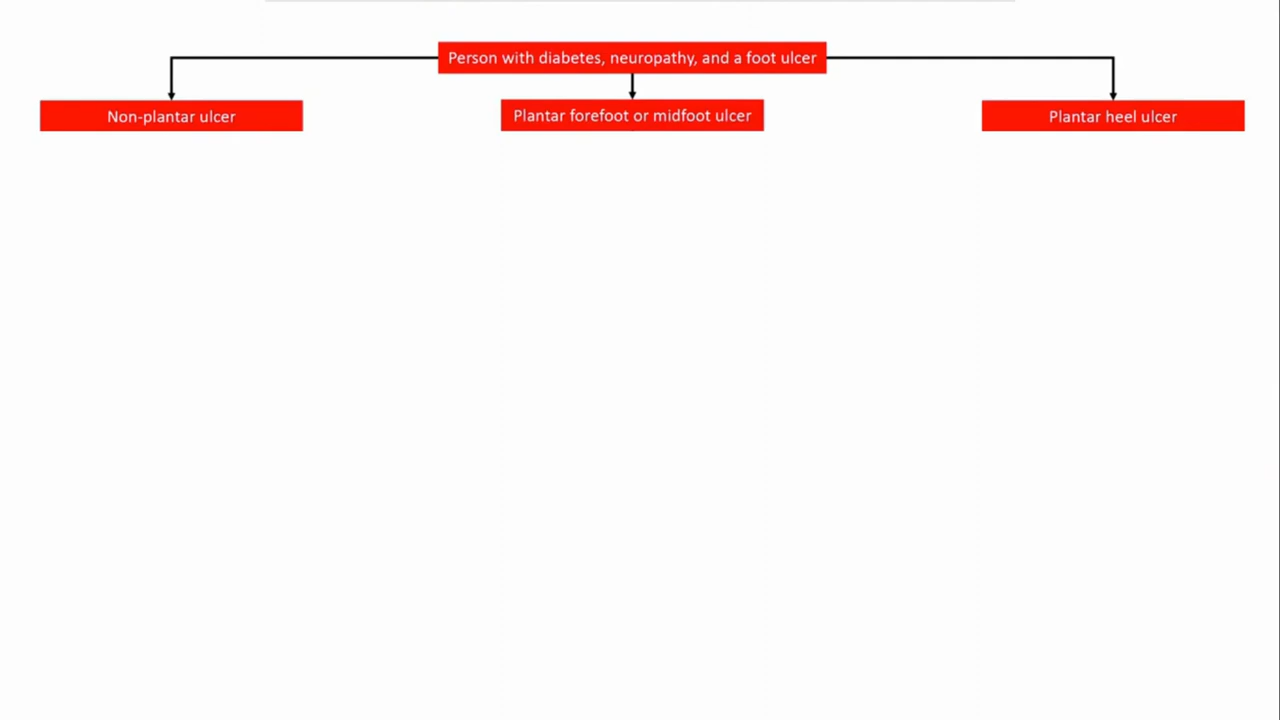 Person with diabetes, neuropathy, and a foot ulcer
Non-plantar ulcer
Plantar forefoot or midfoot ulcer
Plantar heel ulcer